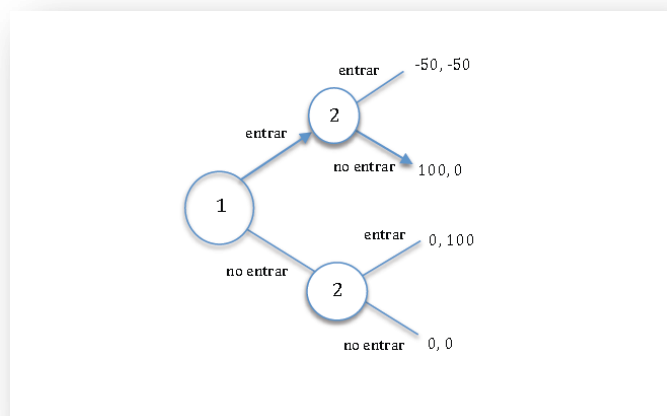 entrar
-50, -50
2
entrar
no entrar
100, 0
1
entrar
0, 100
no entrar
2
no entrar
0, 0